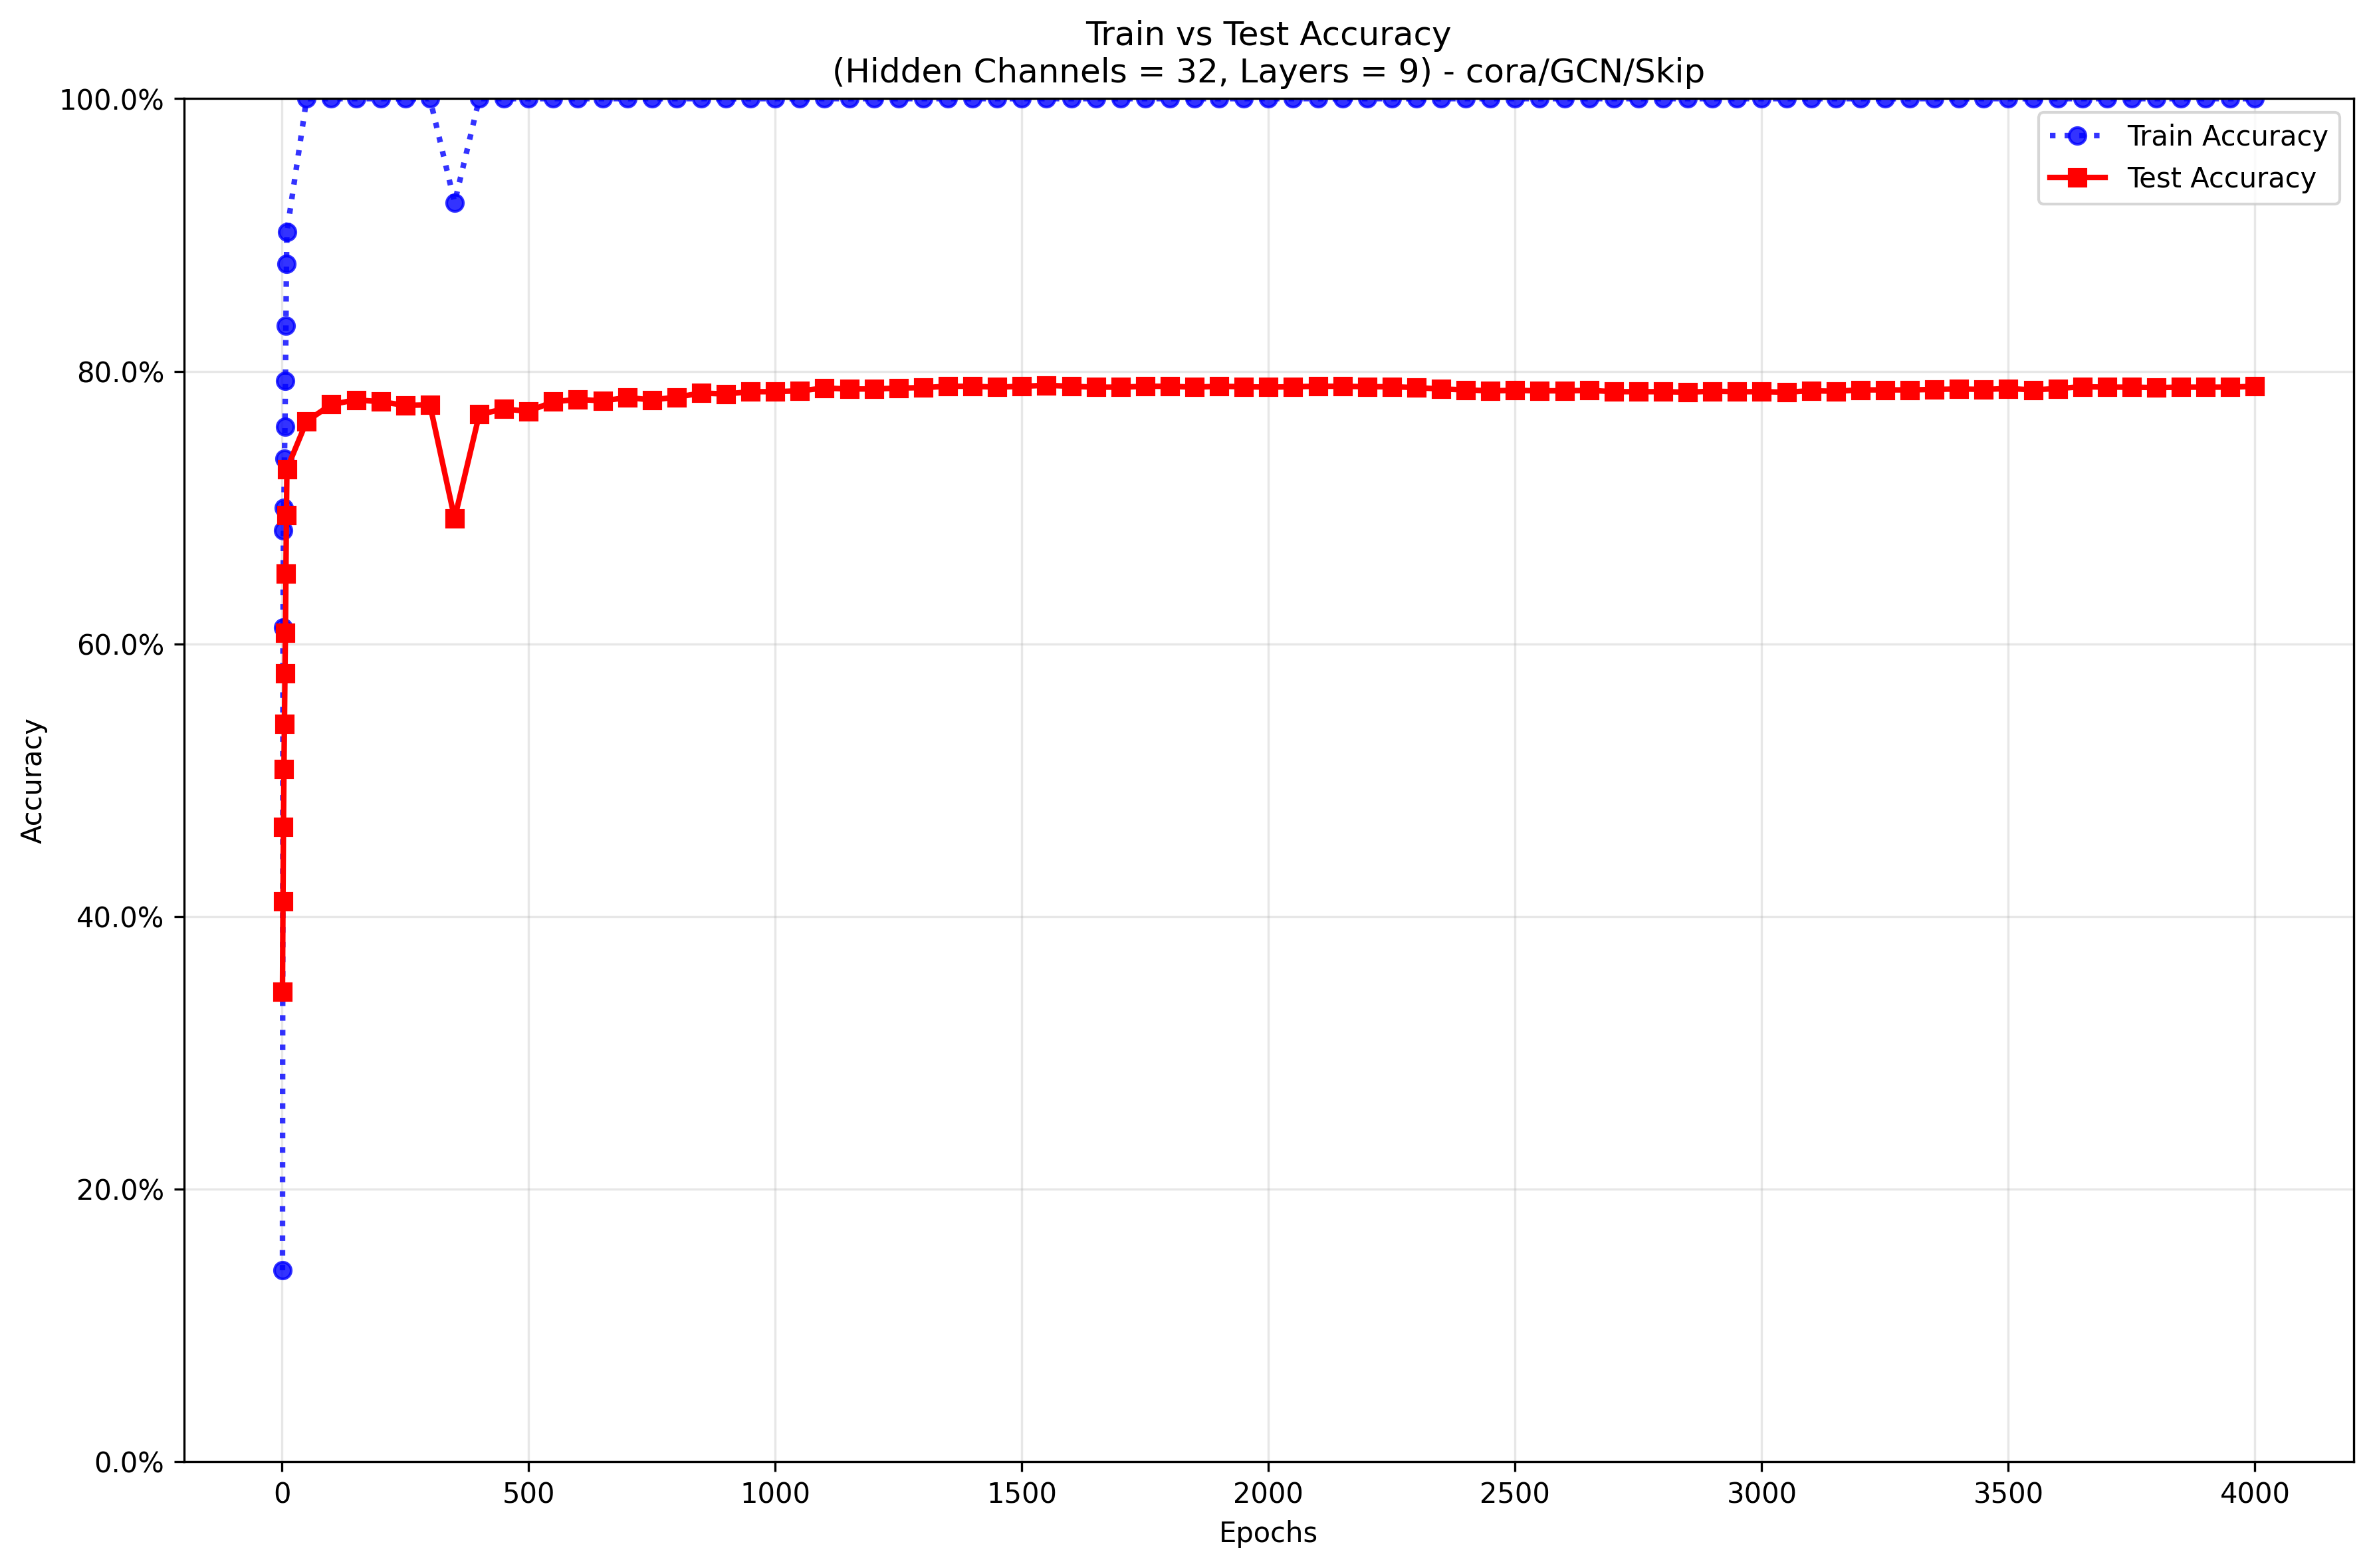 Train vs Test Accuracy
(Hidden Channels = 32, Layers = 9) - cora/GCN/Skip
100.0%
80.0%
60.0%
40.0%
20.0%
0.0%
Accuracy
Train Accuracy
Test Accuracy
0 500 1000 1500 2000 2500 3000 3500 4000
Epochs